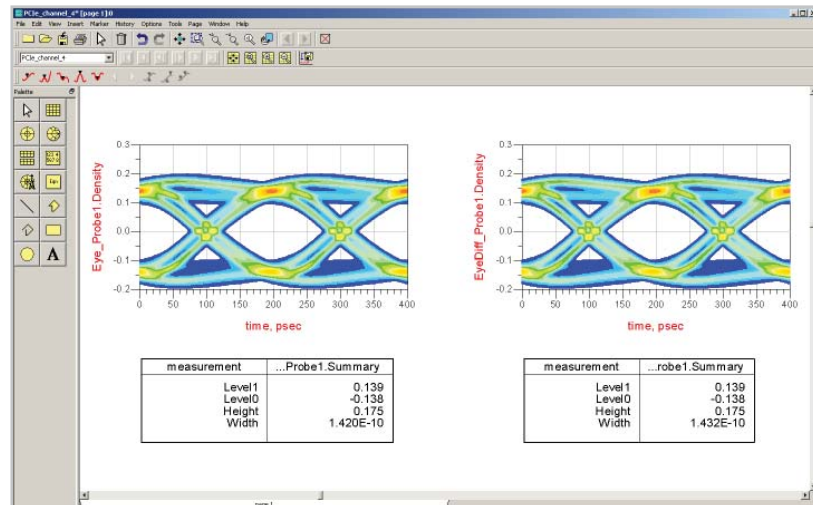 PCIe_channel_4* [page 1]:0
File Edit View Insert Marker History Options Tools Page Window Help
PCIe_channel_4
Palette
Eqn
A
Eye_Probe1.Density
0.3
0.2
0.1
0.0
-0.1
-0.2
0 50 100 150 200 250 300 350 400
time, psec
EyeDiff_Probe1.Density
0.3
0.2
0.1
0.0
-0.1
-0.2
0 50 100 150 200 250 300 350 400
time, psec
measurement ...Probe1.Summary
Level1 0.139
Level0 -0.138
Height 0.175
Width 1.420E-10
measurement ...robe1.Summary
Level1 0.139
Level0 -0.138
Height 0.175
Width 1.432E-10